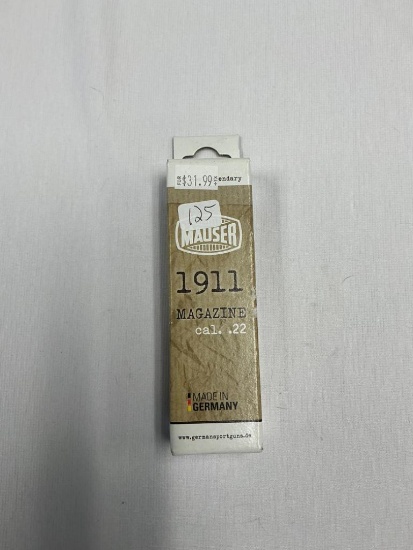 $31.99
125
MAUSER
1911
MAGAZINE
cal. .22
MADE IN
GERMANY
www.germansportguns.de